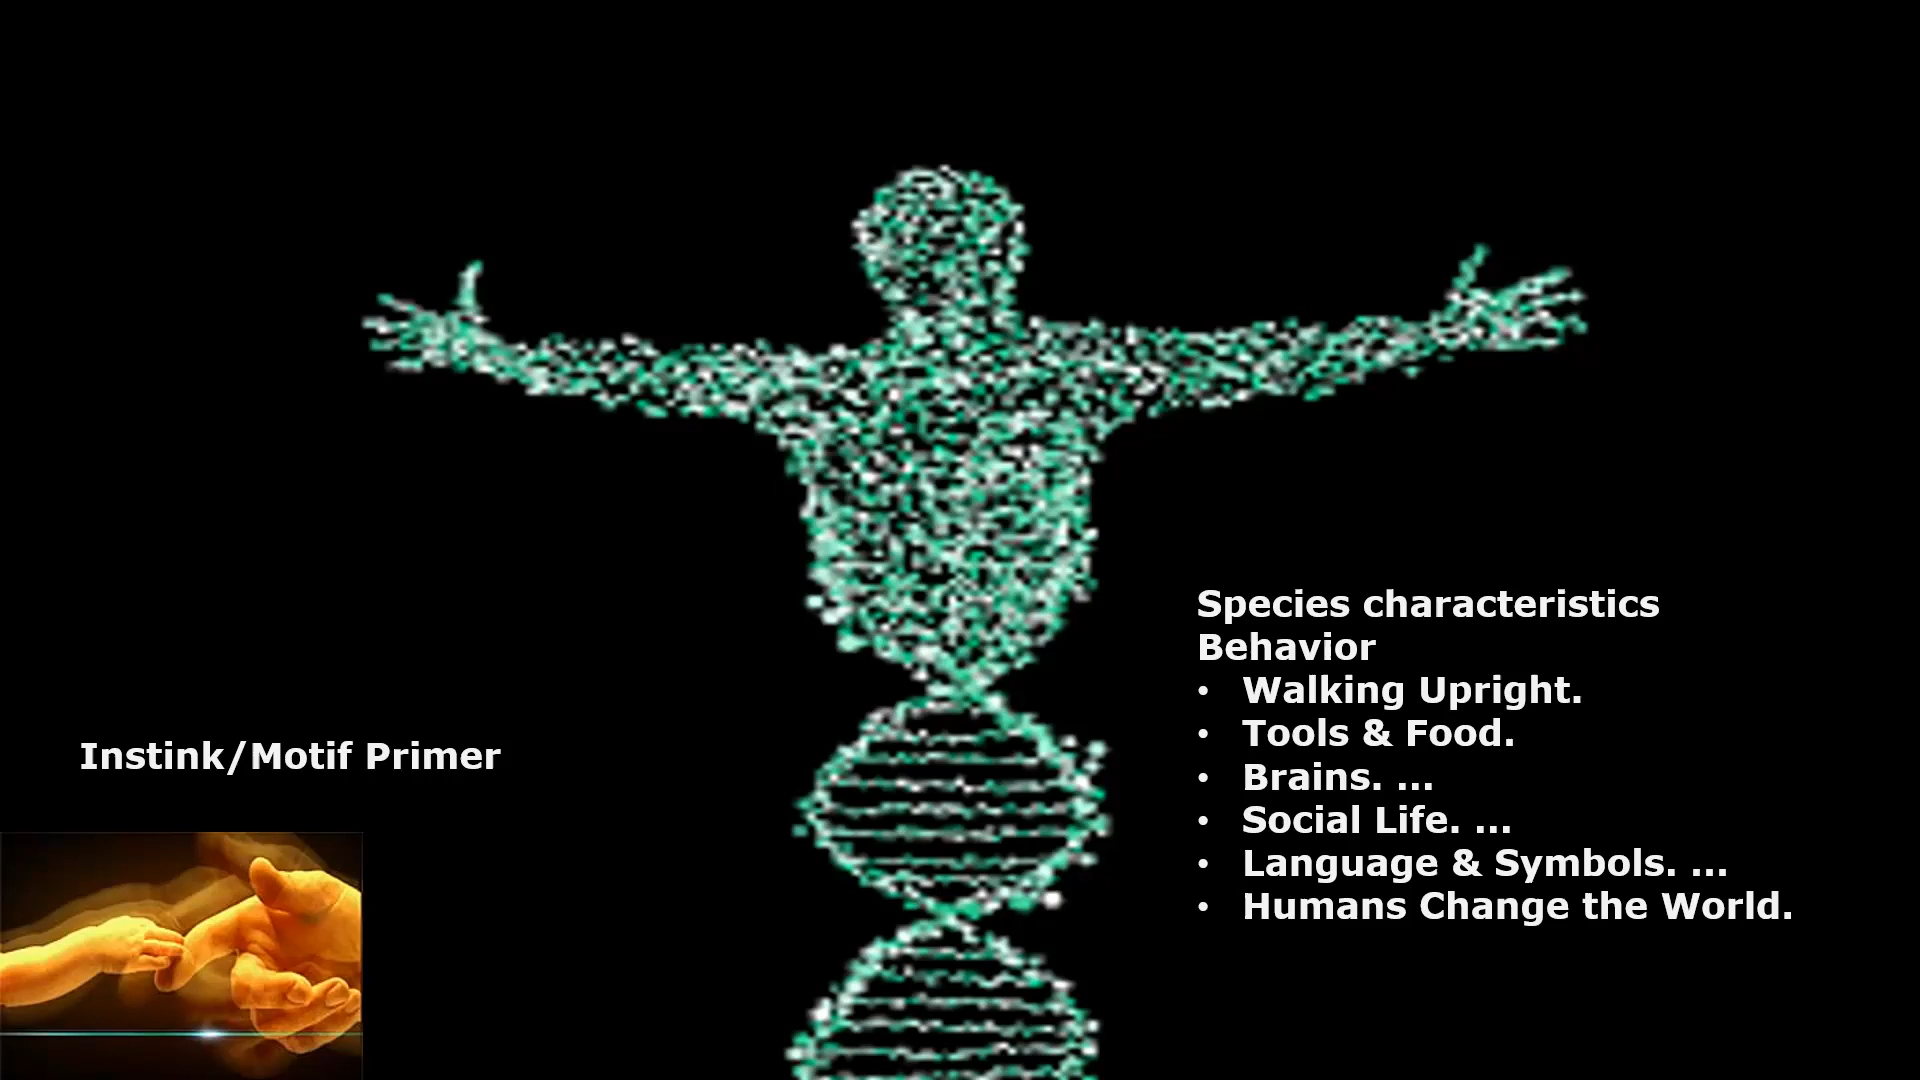 Instink/Motif Primer
Species characteristics
Behavior
• Walking Upright.
• Tools & Food.
• Brains. ...
• Social Life. ...
• Language & Symbols. ...
• Humans Change the World.